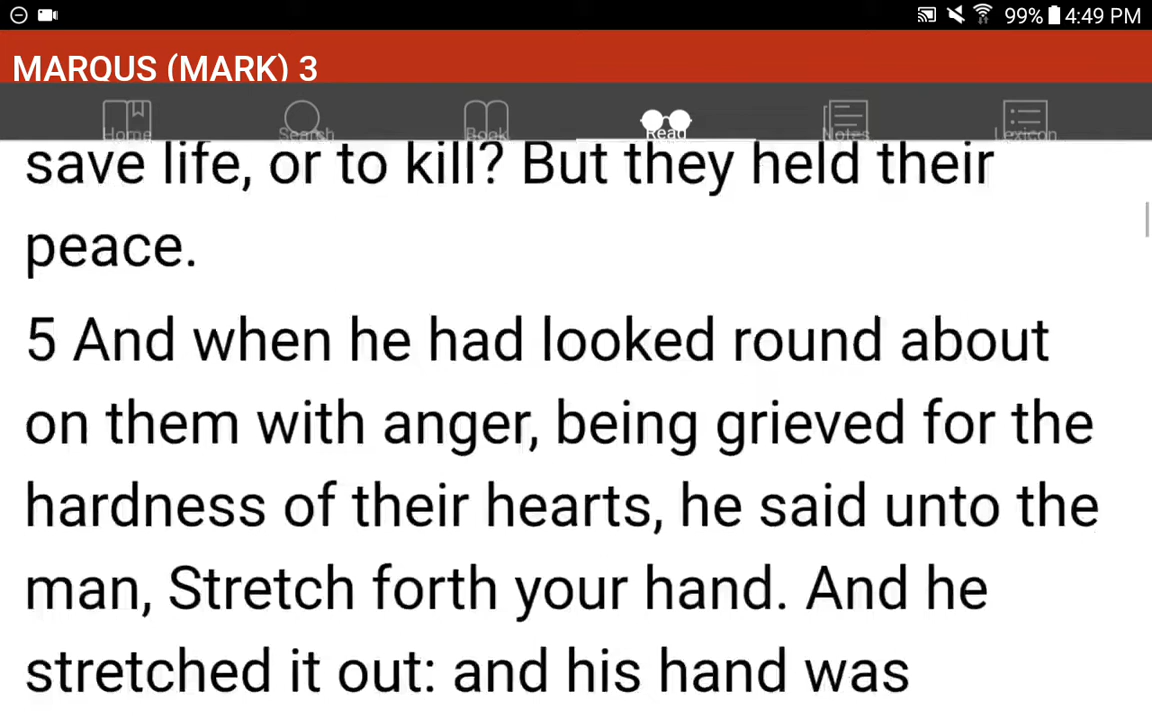 99% 4:49 PM
MARQUS (MARK) 3
Home Search Book Read Notes Lexicon
save life, or to kill? But they held their
peace.
5 And when he had looked round about
on them with anger, being grieved for the
hardness of their hearts, he said unto the
man, Stretch forth your hand. And he
stretched it out: and his hand was